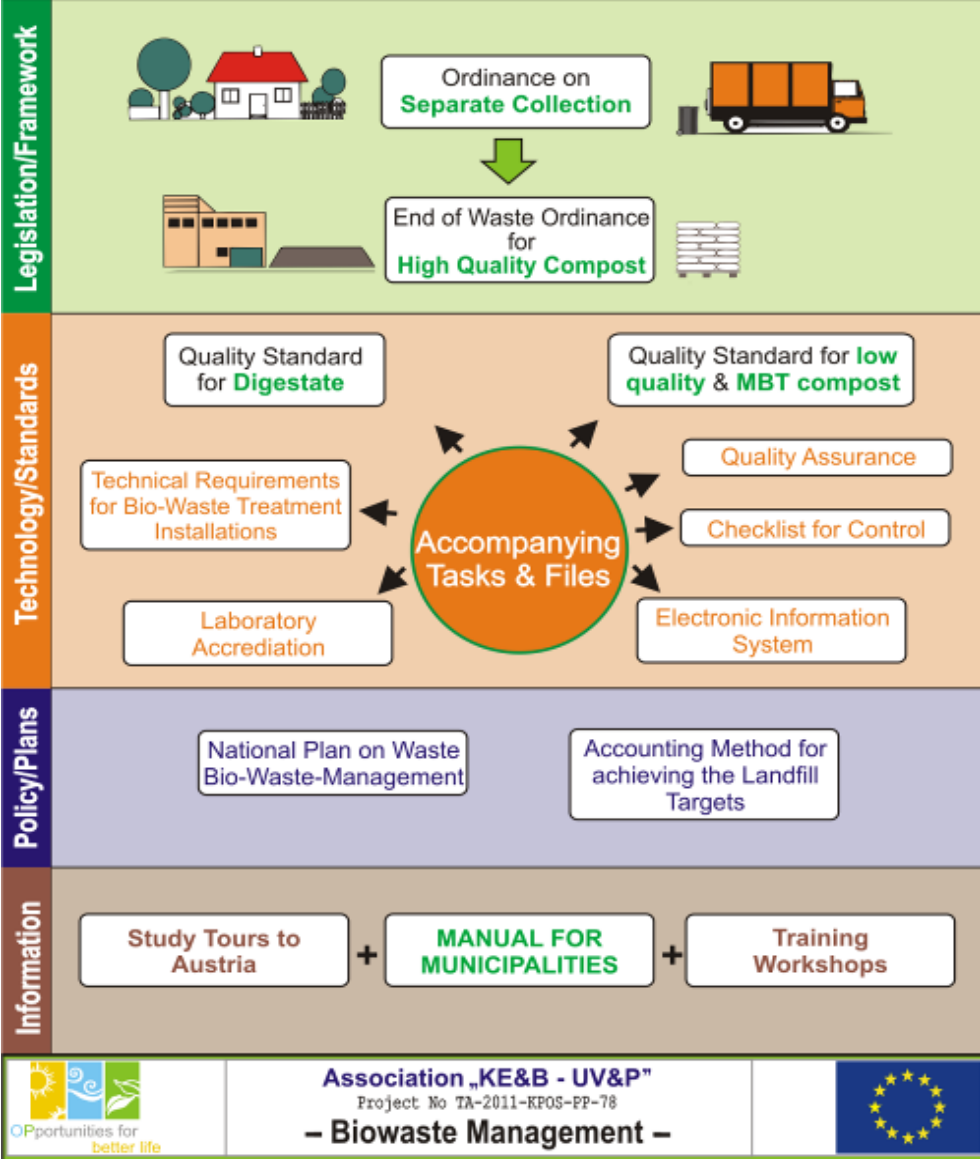 Legislation/Framework
Ordinance on
Separate Collection
End of Waste Ordinance
for
High Quality Compost
Technology/Standards
Quality Standard
for Digestate
Quality Standard for low
quality & MBT compost
Technical Requirements
for Bio-Waste Treatment
Installations
Quality Assurance
Checklist for Control
Accompanying
Tasks & Files
Laboratory
Accrediation
Electronic Information
System
Policy/Plans
National Plan on Waste
Bio-Waste-Management
Accounting Method for
achieving the Landfill
Targets
Information
Study Tours to
Austria
+
MANUAL FOR
MUNICIPALITIES
+
Training
Workshops
OPportunities for
better life
Association „KE&B - UV&P"
Project No TA-2011-KPOS-PP-78
– Biowaste Management –